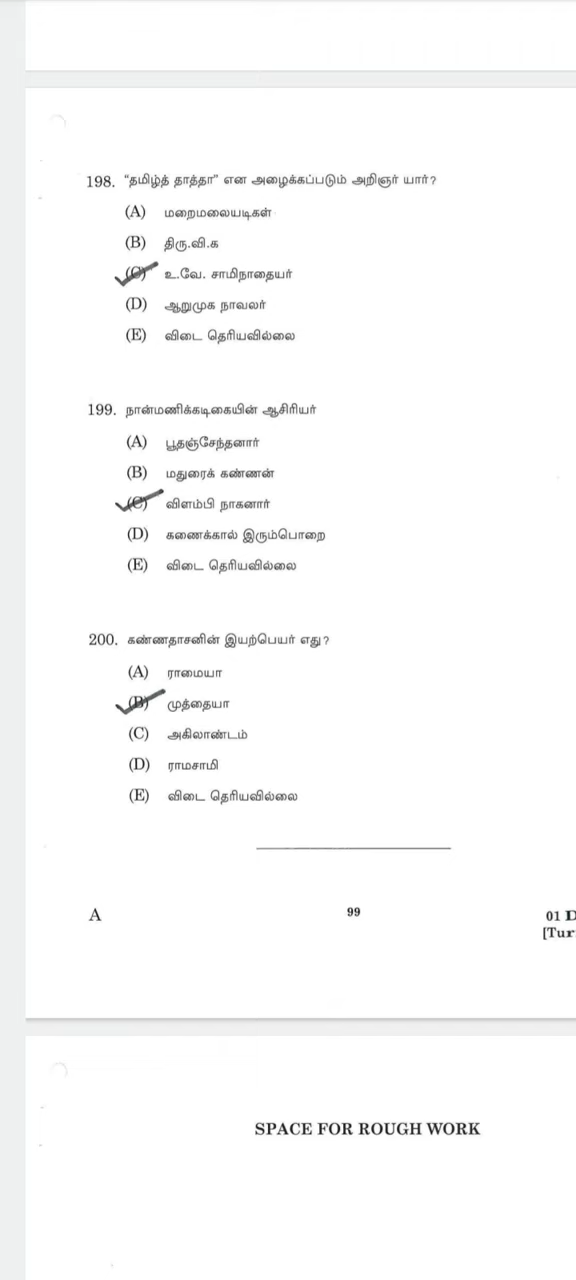 198. "தமிழ்த் தாத்தா" என அழைக்கப்படும் அறிஞர் யார்?
(A) மறைமலையடிகள்
(B) திரு.வி.க
(C) உ.வே. சாமிநாதையர்
(D) ஆறுமுக நாவலர்
(E) விடை தெரியவில்லை
199. நான்மணிக்கடிகையின் ஆசிரியர்
(A) பூதஞ்சேந்தனார்
(B) மதுரைக் கண்ணன்
(C) விளம்பி நாகனார்
(D) கணைக்கால் இரும்பொறை
(E) விடை தெரியவில்லை
200. கண்ணதாசனின் இயற்பெயர் எது?
(A) ராமையா
(B) முத்தையா
(C) அகிலாண்டம்
(D) ராமசாமி
(E) விடை தெரியவில்லை
A 99 01 D
[Tur
SPACE FOR ROUGH WORK